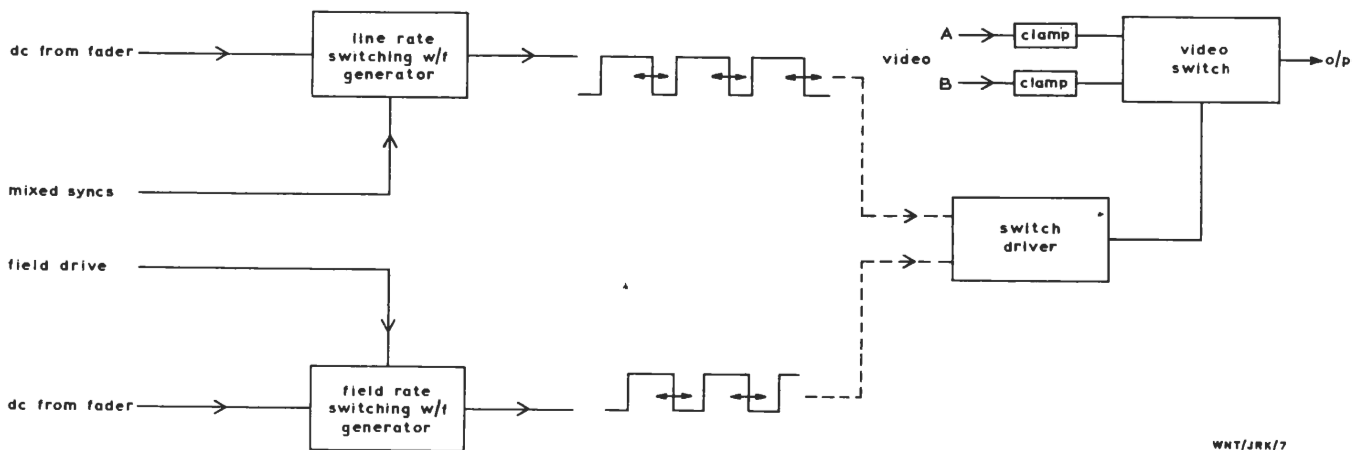 dc from fader
line rate
switching w/f
generator
mixed syncs
field drive
dc from fader
field rate
switching w/f
generator
video
A
clamp
B
clamp
video
switch
o/p
switch
driver
WNT/JRK/7